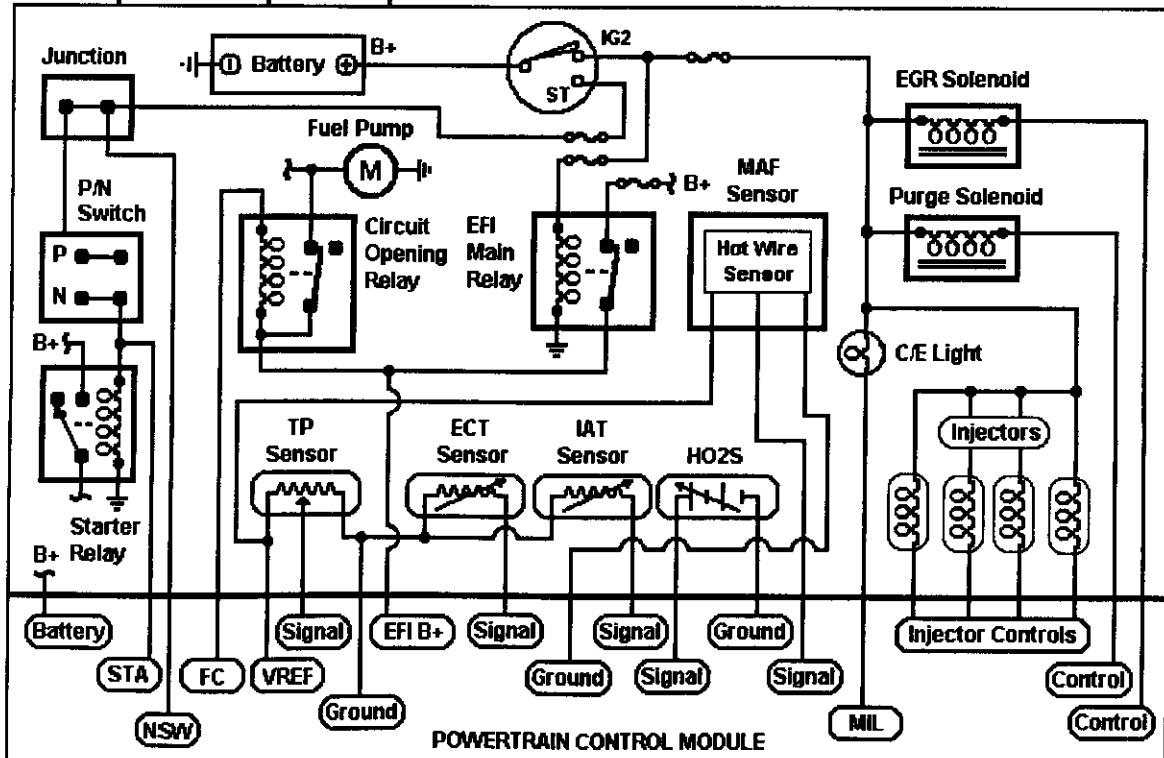 Junction
Battery
B+
IG2
ST
EGR Solenoid
Fuel Pump
M
P/N
Switch
P
N
Circuit
Opening
Relay
EFI
Main
Relay
B+
MAF
Sensor
Hot Wire
Sensor
Purge Solenoid
B+
C/E Light
TP
Sensor
ECT
Sensor
IAT
Sensor
HO2S
Injectors
Starter
Relay
B+
Battery
STA
NSW
FC
VREF
Signal
Ground
EFI B+
Signal
Ground
Signal
Signal
Ground
Signal
MIL
Injector Controls
Control
Control
POWERTRAIN CONTROL MODULE